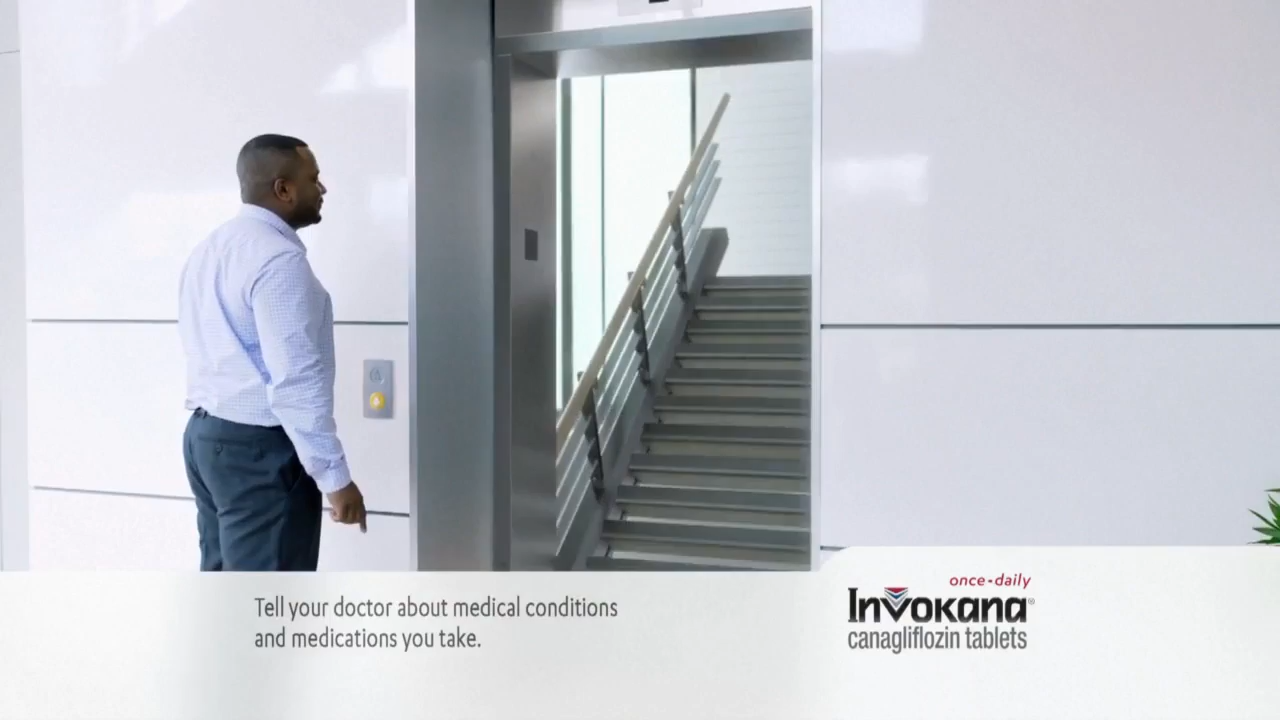 Tell your doctor about medical conditions
and medications you take.
once-daily
Invokana®
canagliflozin tablets